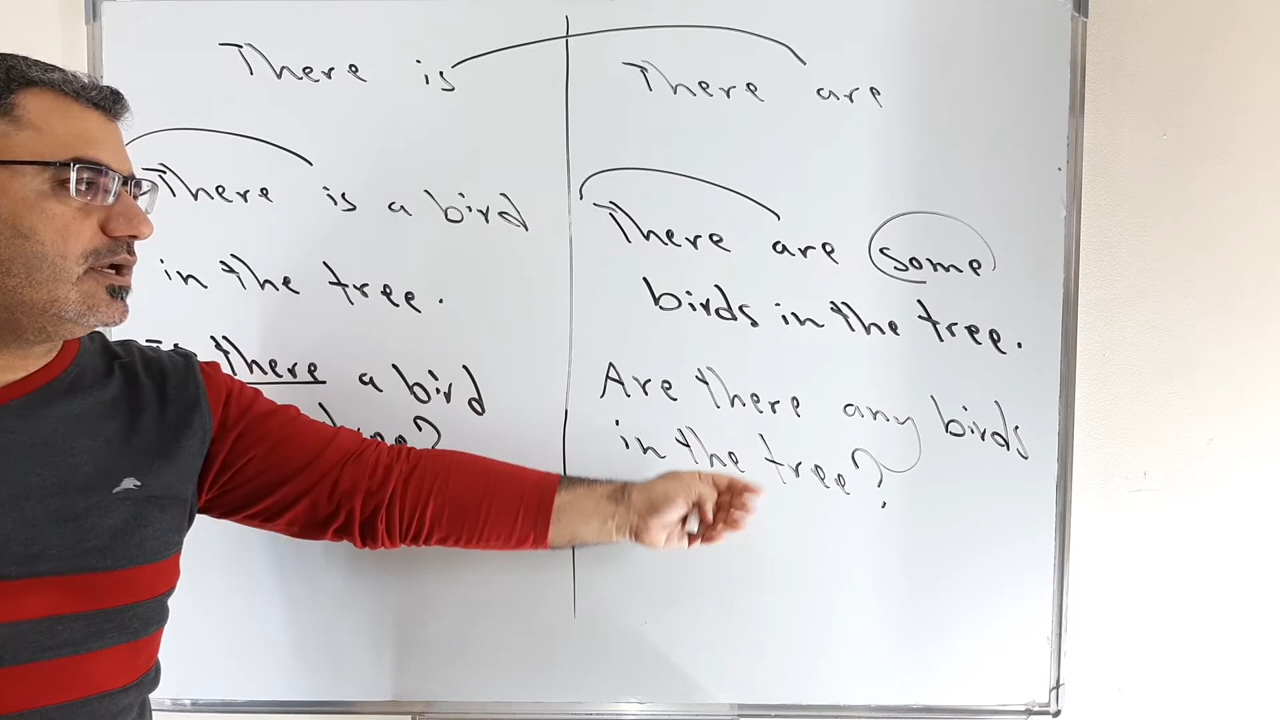 There is
There is a bird
in the tree.
there a bird
tree?
There are
There are some
birds in the tree.
Are there any birds
in the tree?